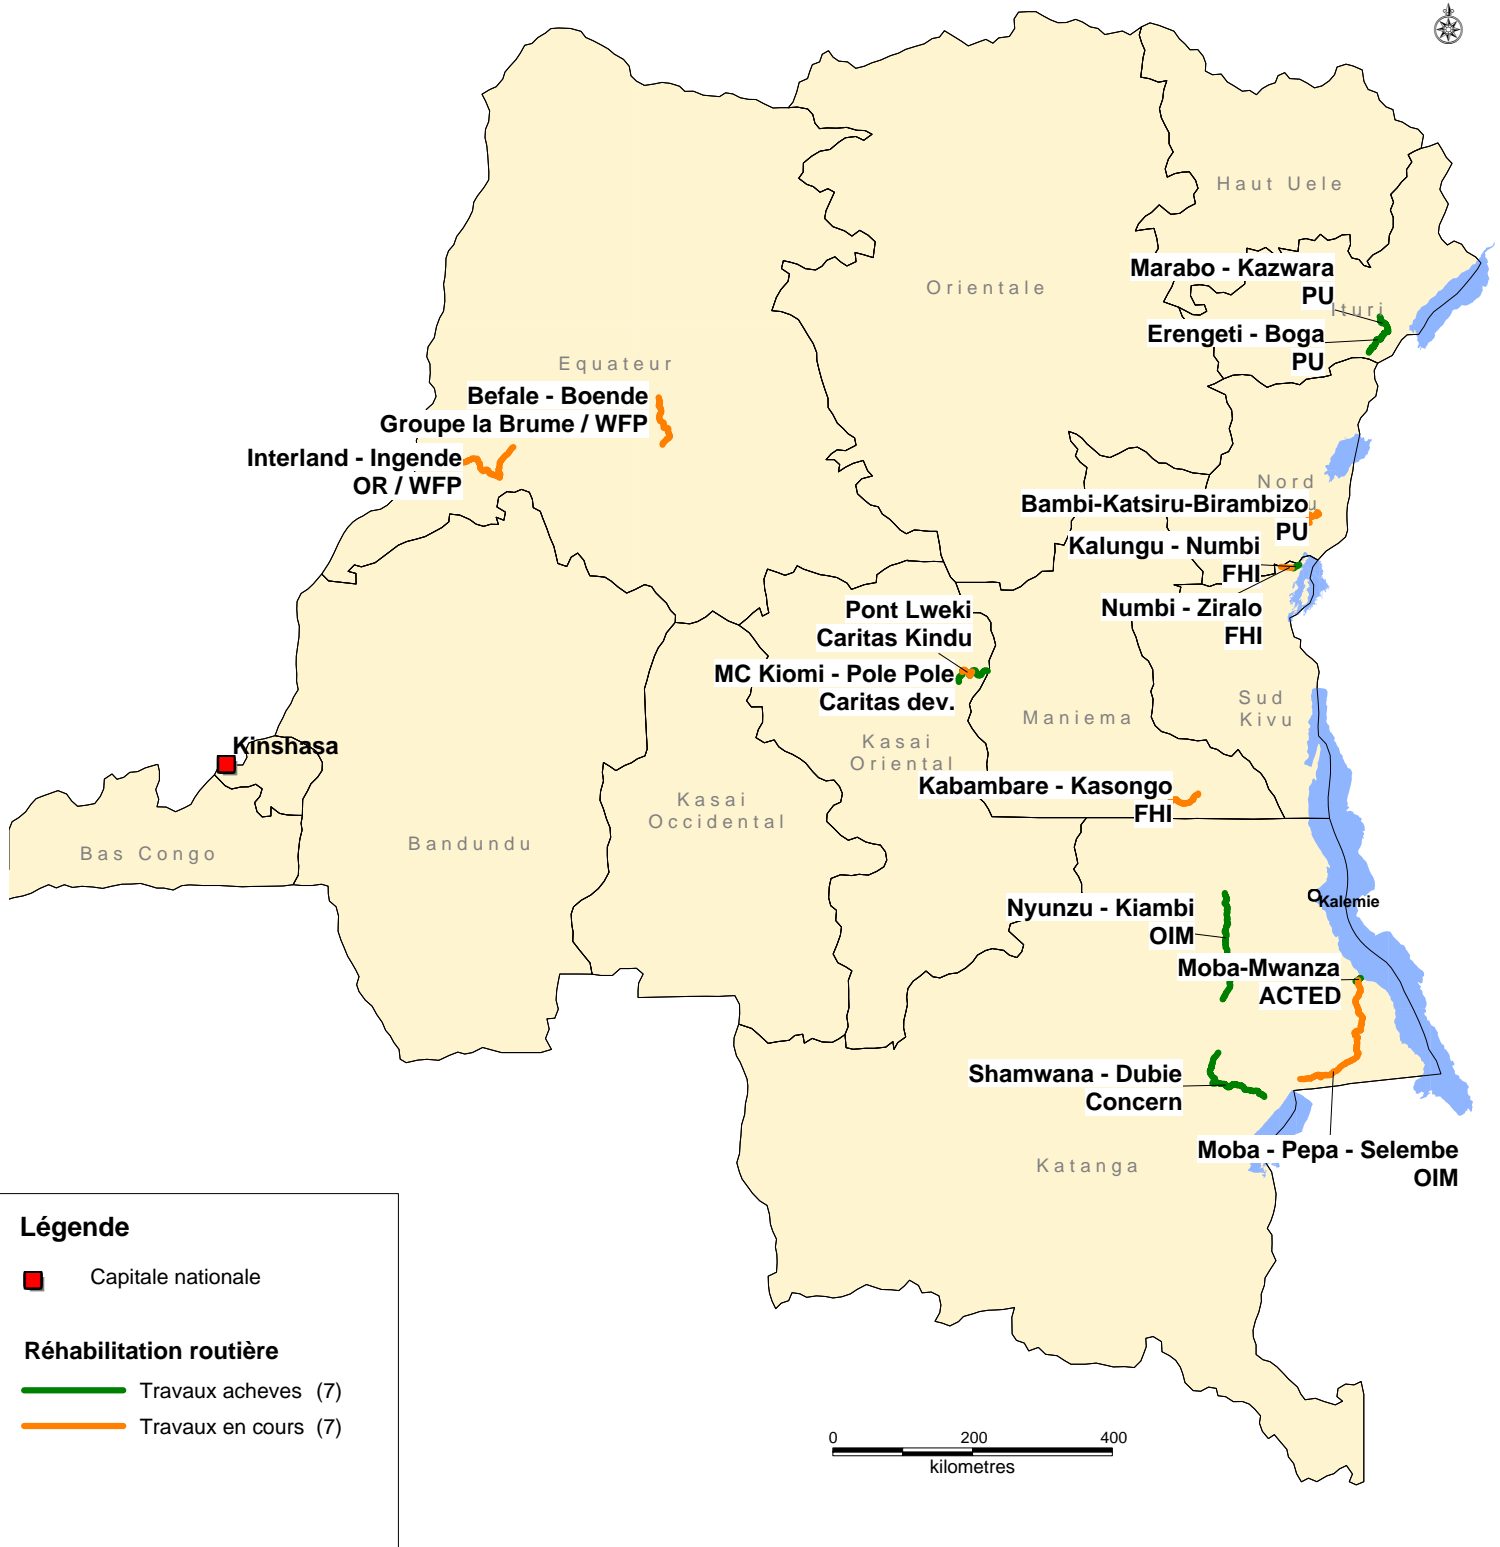 Haut Uele
Marabo - Kazwara
PU
Ituri
Orientale
Erengeti - Boga
PU
Equateur
Befale - Boende
Groupe la Brume / WFP
Interland - Ingende
OR / WFP
Nord
Bambi-Katsiru-Birambizo
PU
Kalungu - Numbi
FHI
Numbi - Ziralo
FHI
Pont Lweki
Caritas Kindu
MC Kiomi - Pole Pole
Caritas dev.
Sud
Kivu
Maniema
Kasai
Oriental
Kinshasa
Kabambare - Kasongo
FHI
Kasai
Occidental
Bandundu
Bas Congo
Kalemie
Nyunzu - Kiambi
OIM
Moba-Mwanza
ACTED
Shamwana - Dubie
Concern
Moba - Pepa - Selembe
OIM
Katanga
Légende
Capitale nationale
Réhabilitation routière
Travaux acheves (7)
Travaux en cours (7)
0 200 400
kilometres